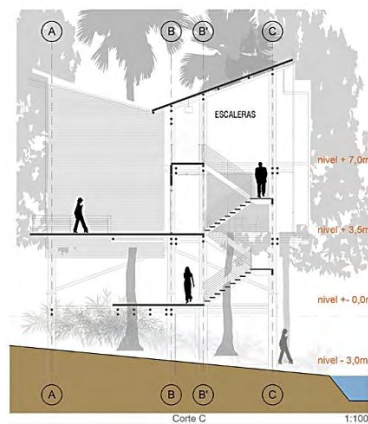 A B B' C
ESCALERAS
nivel + 7,0m
nivel + 3,5m
nivel +- 0,0m
nivel - 3,0m
A B B' C
Corte C 1:100